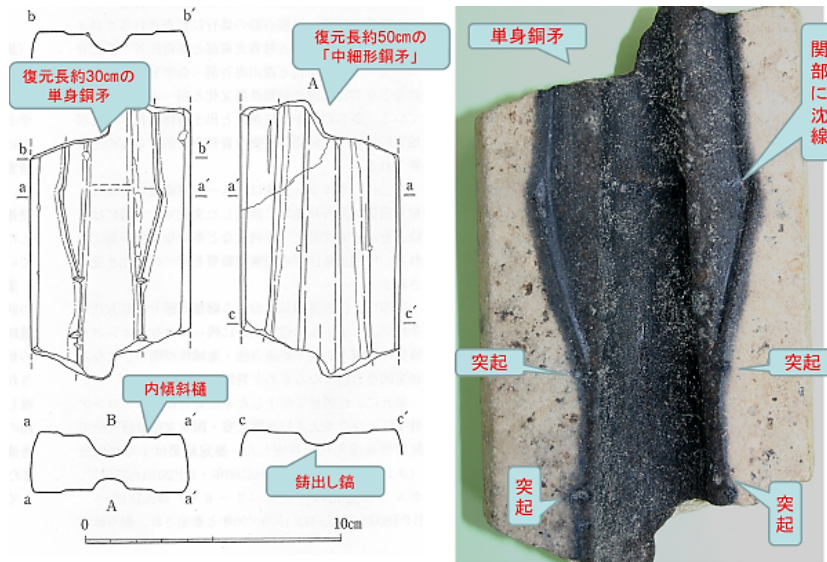 b
b′
復元長約30㎝の
単身銅矛
復元長約50㎝の
「中細形銅矛」
A
b
b′
a
a′
a′
a
c
c′
内傾斜樋
a
B
a′
c
c′
a
A
a′
鋳出し鎬
0
10㎝
単身銅矛
関
部
に
沈
線
突起
突起
突
起
突
起